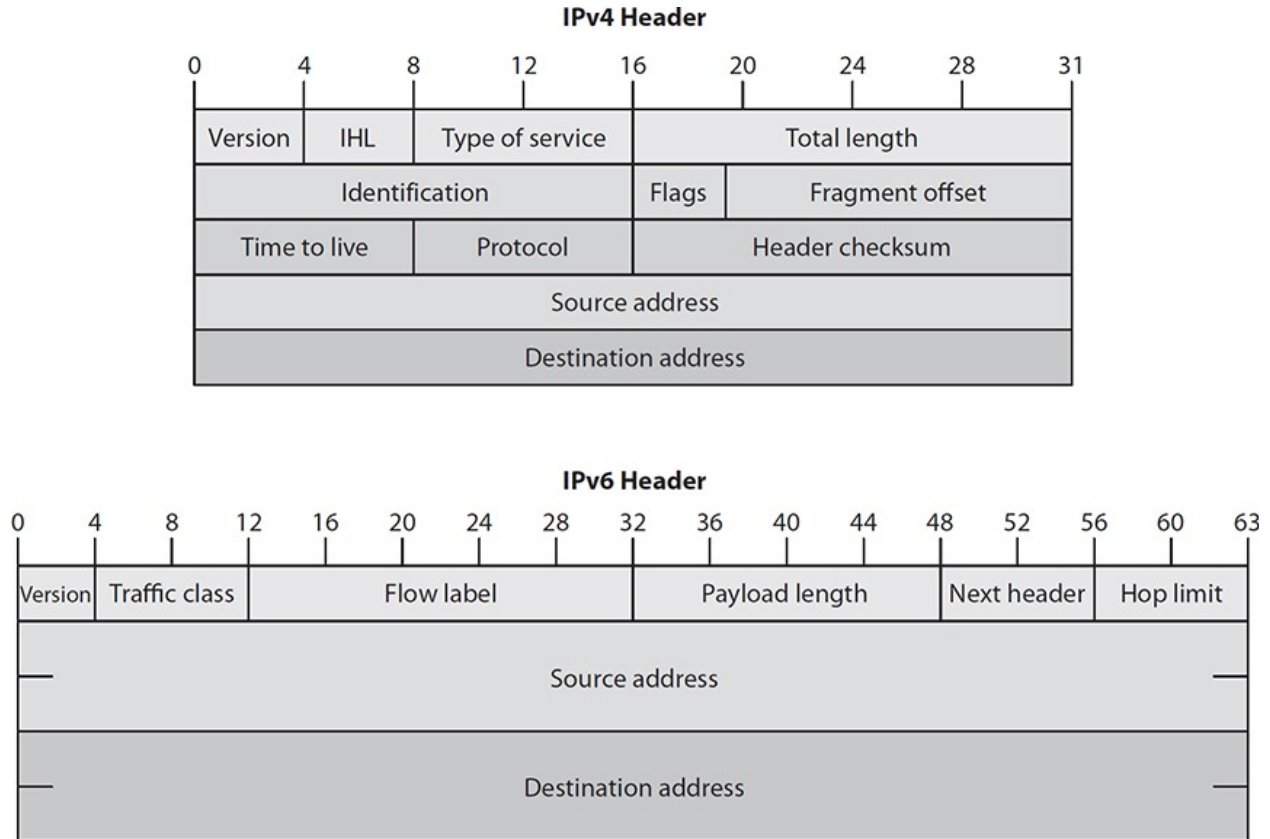 IPv4 Header
0 4 8 12 16 20 24 28 31
Version IHL Type of service Total length
Identification Flags Fragment offset
Time to live Protocol Header checksum
Source address
Destination address
IPv6 Header
0 4 8 12 16 20 24 28 32 36 40 44 48 52 56 60 63
Version Traffic class Flow label Payload length Next header Hop limit
Source address
Destination address